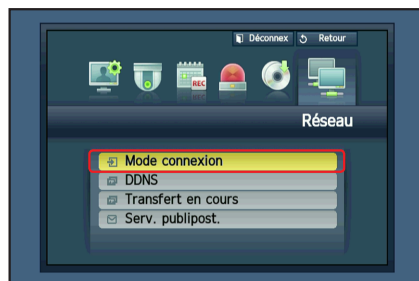 Déconnex Retour
REC
Réseau
Mode connexion
DDNS
Transfert en cours
Serv. publipost.